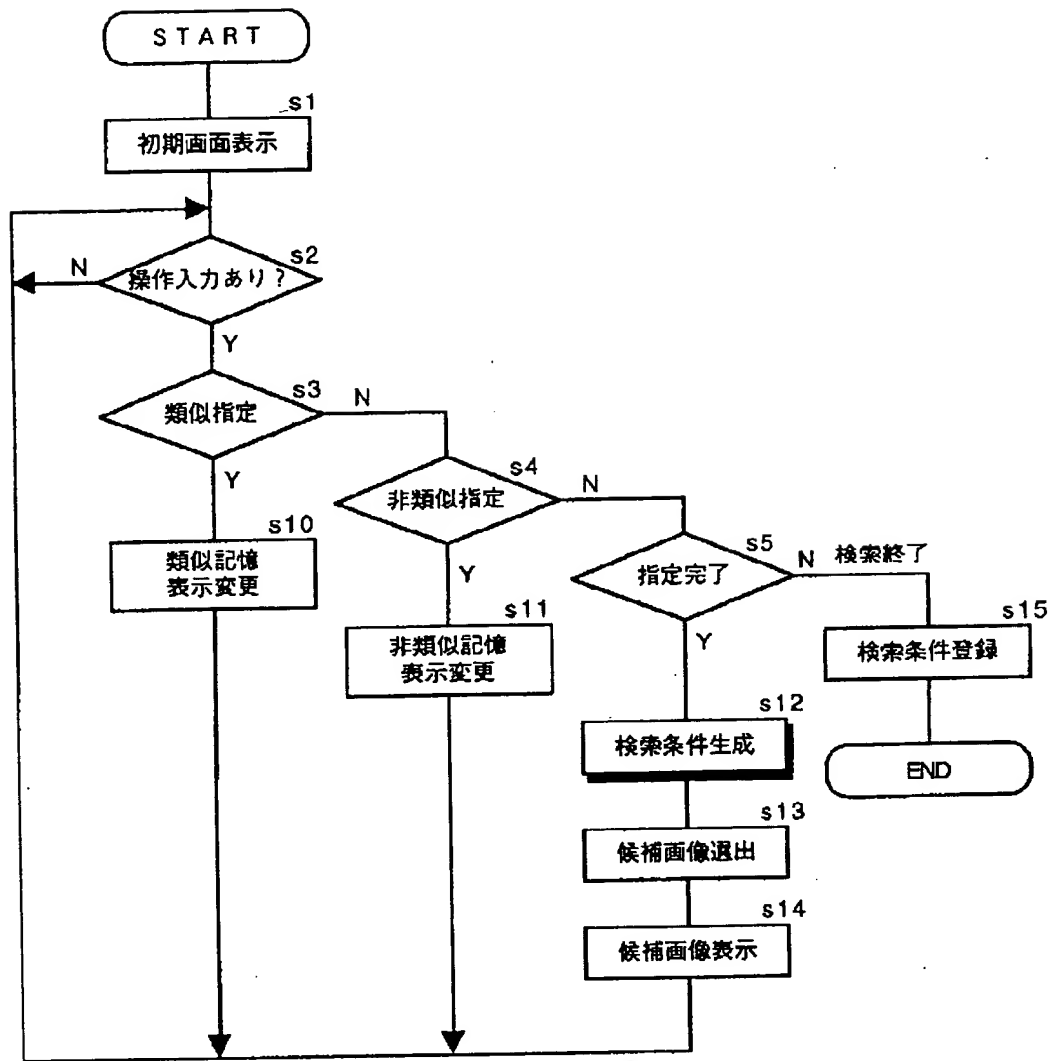 START
s1
初期画面表示
s2
N
操作入力あり?
Y
s3
N
類似指定
Y
s4
N
非類似指定
Y
s5
N 検索終了
指定完了
Y
s10
類似記憶
表示変更
s11
非類似記憶
表示変更
s15
検索条件登録
s12
検索条件生成
END
s13
候補画像選出
s14
候補画像表示